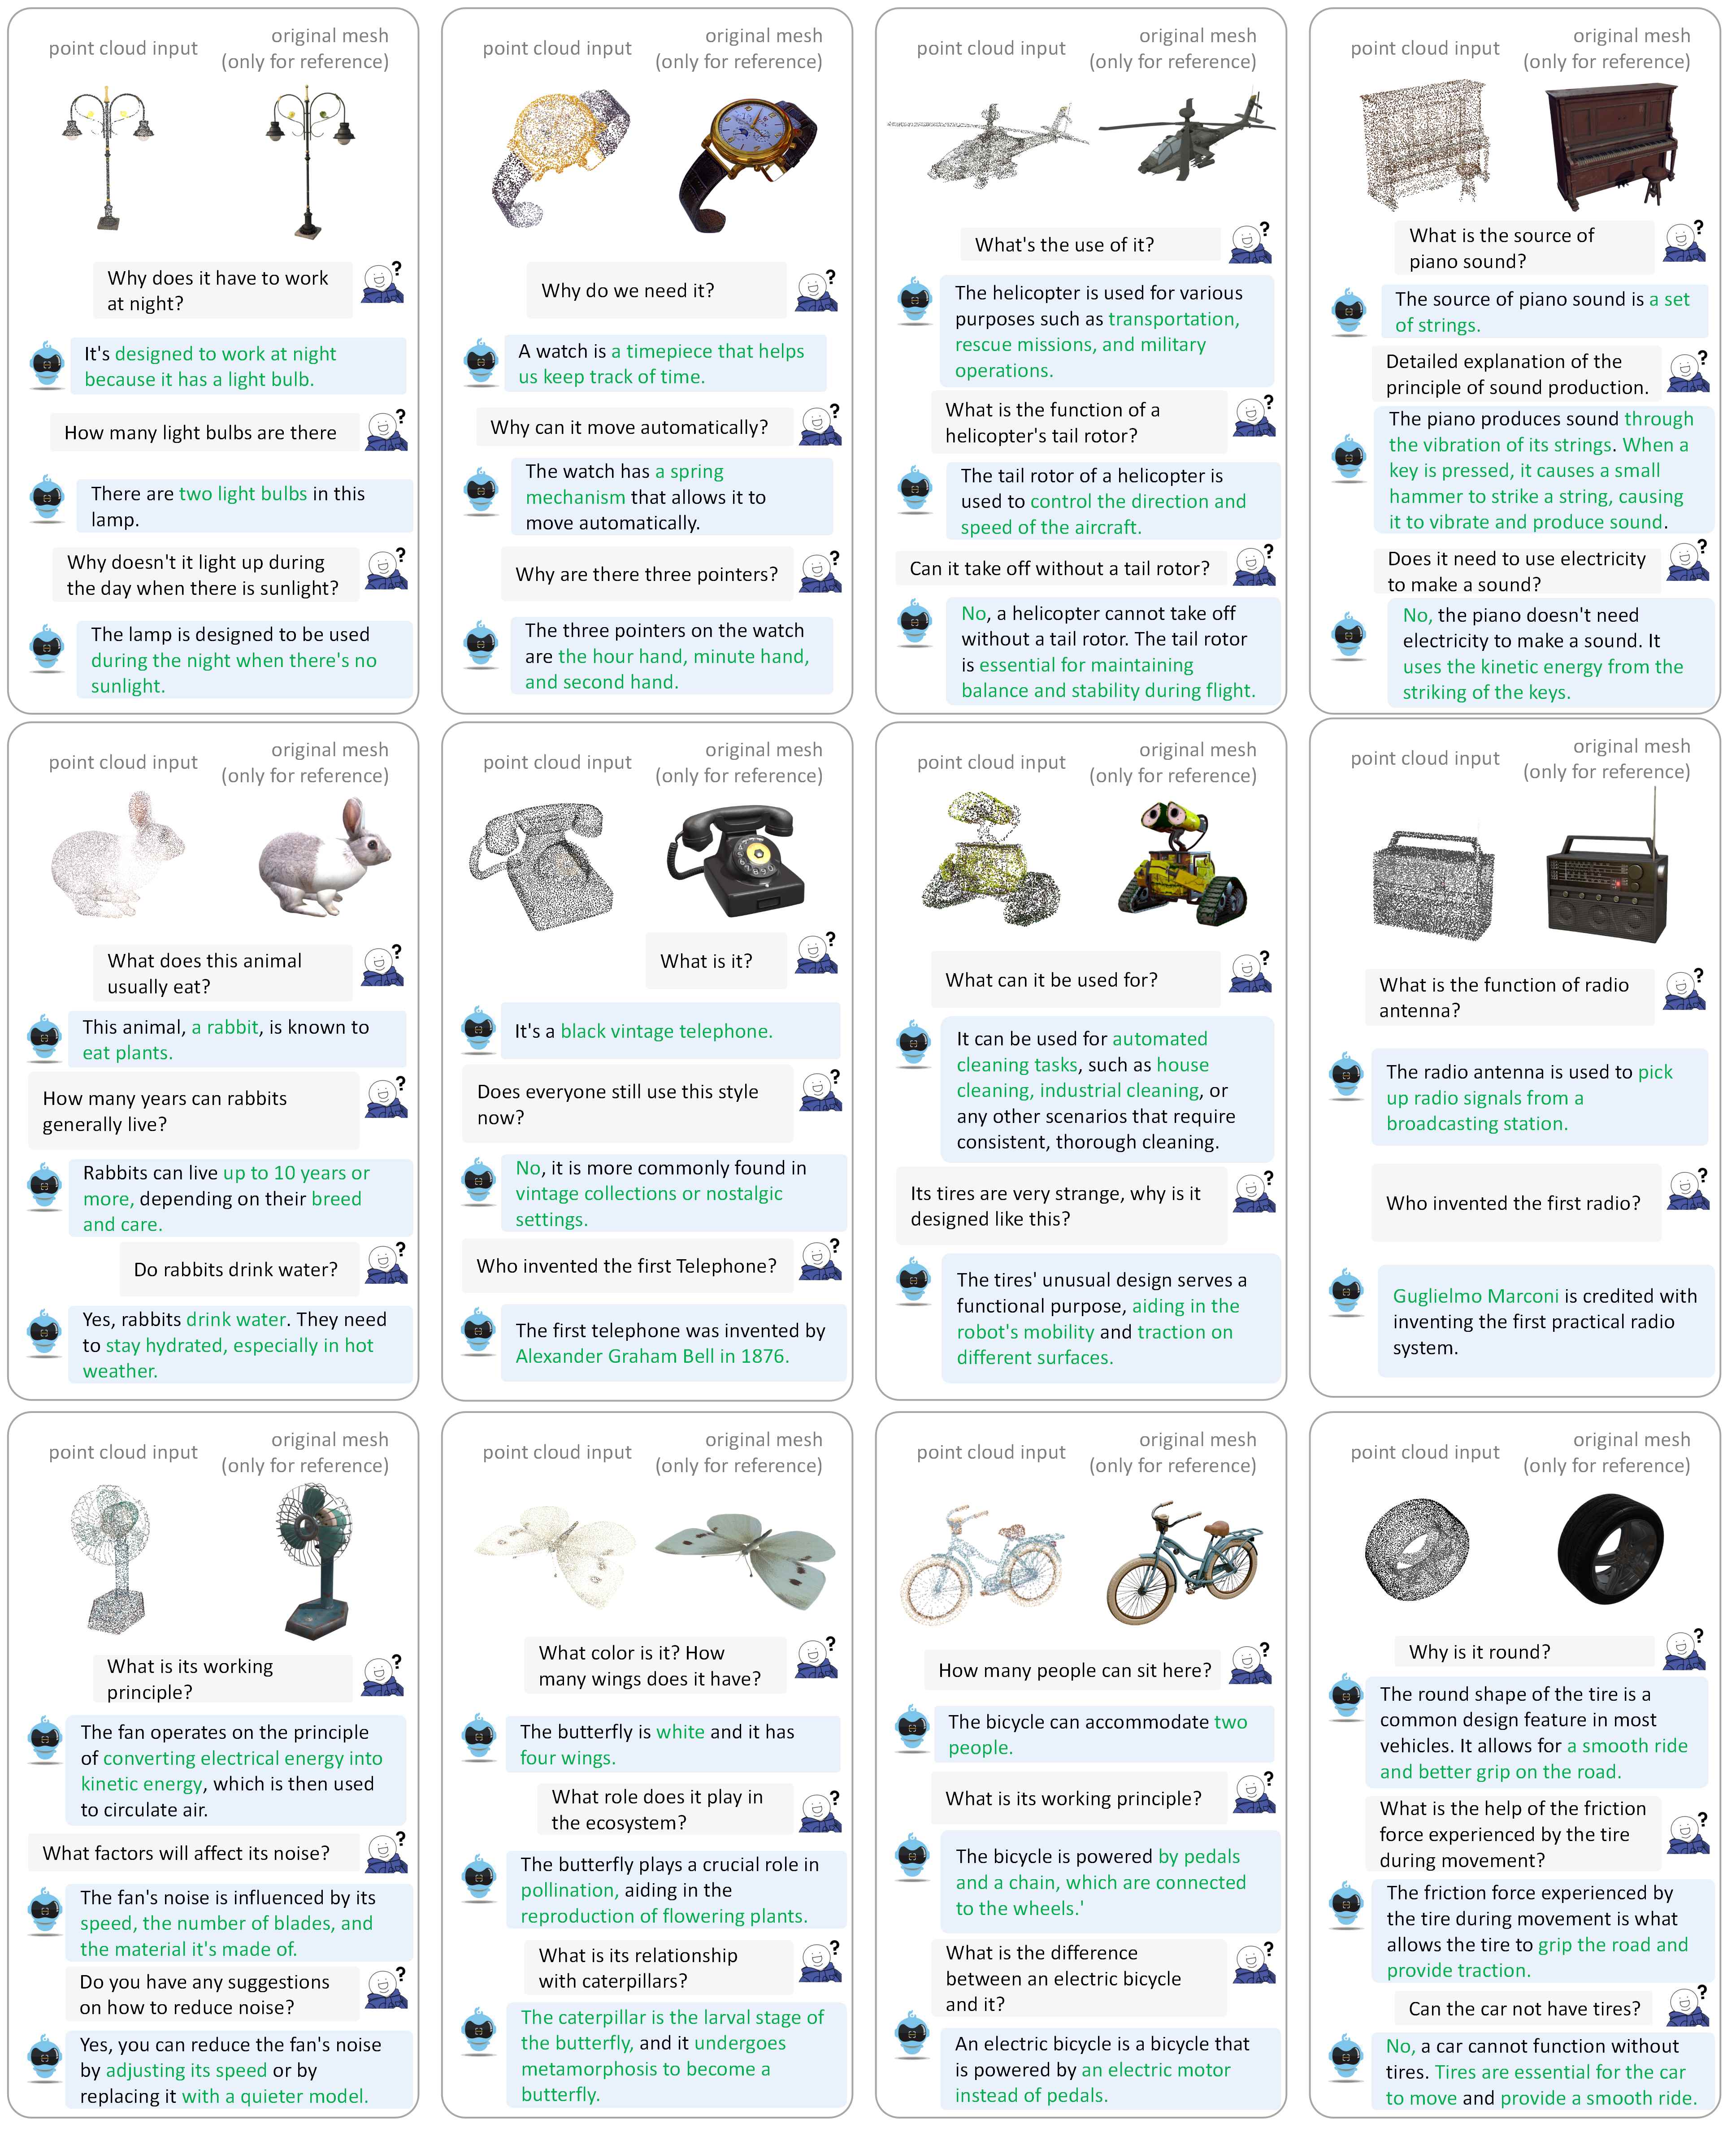 point cloud input
original mesh
(only for reference)
Why does it have to work
at night?
It's designed to work at night
because it has a light bulb.
How many light bulbs are there
There are two light bulbs in this
lamp.
Why doesn't it light up during
the day when there is sunlight?
The lamp is designed to be used
during the night when there's no
sunlight.
point cloud input
original mesh
(only for reference)
Why do we need it?
A watch is a timepiece that helps
us keep track of time.
Why can it move automatically?
The watch has a spring
mechanism that allows it to
move automatically.
Why are there three pointers?
The three pointers on the watch
are the hour hand, minute hand,
and second hand.
point cloud input
original mesh
(only for reference)
What's the use of it?
The helicopter is used for various
purposes such as transportation,
rescue missions, and military
operations.
What is the function of a
helicopter's tail rotor?
The tail rotor of a helicopter is
used to control the direction and
speed of the aircraft.
Can it take off without a tail rotor?
No, a helicopter cannot take off
without a tail rotor. The tail rotor
is essential for maintaining
balance and stability during flight.
point cloud input
original mesh
(only for reference)
What is the source of
piano sound?
The source of piano sound is a set
of strings.
Detailed explanation of the
principle of sound production.
The piano produces sound through
the vibration of its strings. When a
key is pressed, it causes a small
hammer to strike a string, causing
it to vibrate and produce sound.
Does it need to use electricity
to make a sound?
No, the piano doesn't need
electricity to make a sound. It
uses the kinetic energy from the
striking of the keys.
point cloud input
original mesh
(only for reference)
What does this animal
usually eat?
This animal, a rabbit, is known to
eat plants.
How many years can rabbits
generally live?
Rabbits can live up to 10 years or
more, depending on their breed
and care.
Do rabbits drink water?
Yes, rabbits drink water. They need
to stay hydrated, especially in hot
weather.
point cloud input
original mesh
(only for reference)
What is it?
It's a black vintage telephone.
Does everyone still use this style
now?
No, it is more commonly found in
vintage collections or nostalgic
settings.
Who invented the first Telephone?
The first telephone was invented by
Alexander Graham Bell in 1876.
point cloud input
original mesh
(only for reference)
What can it be used for?
It can be used for automated
cleaning tasks, such as house
cleaning, industrial cleaning, or
any other scenarios that require
consistent, thorough cleaning.
Its tires are very strange, why is it
designed like this?
The tires' unusual design serves a
functional purpose, aiding in the
robot's mobility and traction on
different surfaces.
point cloud input
original mesh
(only for reference)
What is the function of radio
antenna?
The radio antenna is used to pick
up radio signals from a
broadcasting station.
Who invented the first radio?
Guglielmo Marconi is credited with
inventing the first practical radio
system.
point cloud input
original mesh
(only for reference)
What is its working
principle?
The fan operates on the principle
of converting electrical energy into
kinetic energy, which is then used
to circulate air.
What factors will affect its noise?
The fan's noise is influenced by its
speed, the number of blades, and
the material it's made of.
Do you have any suggestions
on how to reduce noise?
Yes, you can reduce the fan's noise
by adjusting its speed or by
replacing it with a quieter model.
point cloud input
original mesh
(only for reference)
What color is it? How
many wings does it have?
The butterfly is white and it has
four wings.
What role does it play in
the ecosystem?
The butterfly plays a crucial role in
pollination, aiding in the
reproduction of flowering plants.
What is its relationship
with caterpillars?
The caterpillar is the larval stage of
the butterfly, and it undergoes
metamorphosis to become a
butterfly.
point cloud input
original mesh
(only for reference)
How many people can sit here?
The bicycle can accommodate two
people.
What is its working principle?
The bicycle is powered by pedals
and a chain, which are connected
to the wheels.'
What is the difference
between an electric bicycle
and it?
An electric bicycle is a bicycle that
is powered by an electric motor
instead of pedals.
point cloud input
original mesh
(only for reference)
Why is it round?
The round shape of the tire is a
common design feature in most
vehicles. It allows for a smooth ride
and better grip on the road.
What is the help of the friction
force experienced by the tire
during movement?
The friction force experienced by
the tire during movement is what
allows the tire to grip the road and
provide traction.
Can the car not have tires?
No, a car cannot function without
tires. Tires are essential for the car
to move and provide a smooth ride.